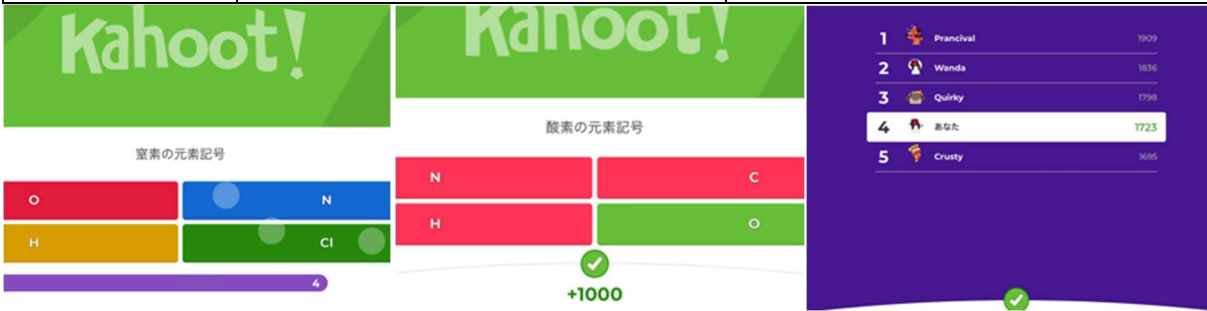 Kahoot!
窒素の元素記号
O
N
H
Cl
4
Kahoot!
酸素の元素記号
N
C
H
O
+1000
1 Prancival 1909
2 Wanda 1836
3 Quirky 1798
4 あなた 1723
5 Crusty 1695